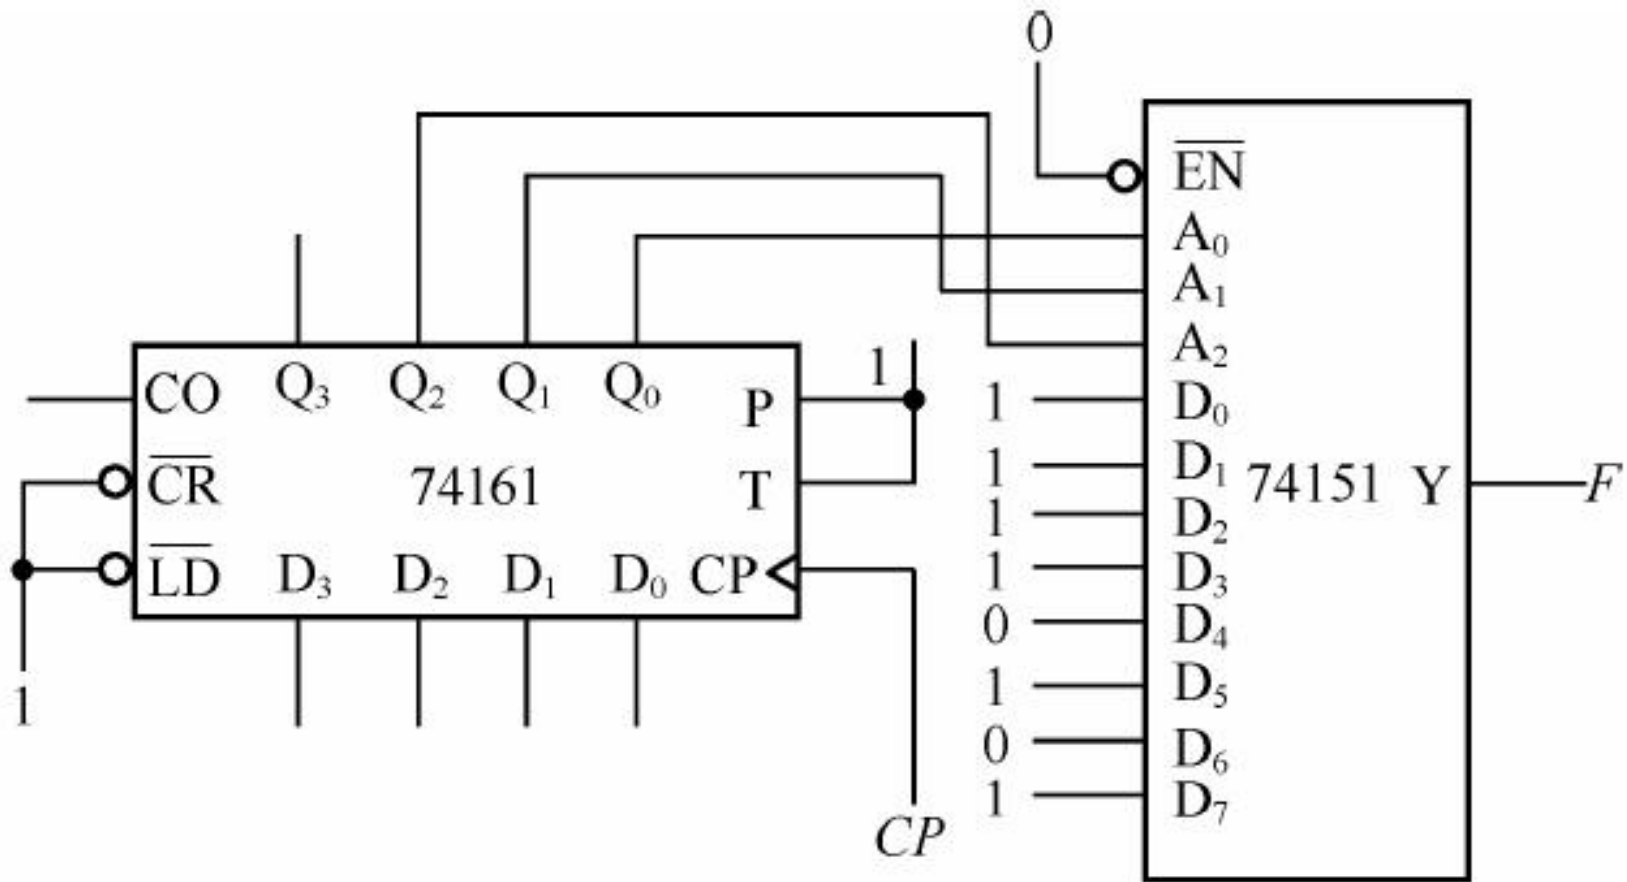 0
EN
A0
A1
A2
CO Q3 Q2 Q1 Q0 P 1
1 D0
CR 74161 T
1 D1
74151 Y F
1 D2
LD D3 D2 D1 D0 CP
1 D3
0 D4
1
1 D5
0 D6
1 D7
CP